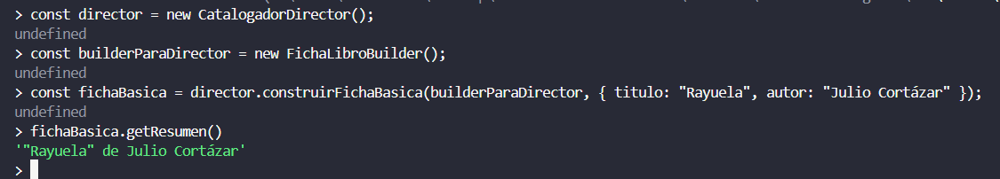 > const director = new CatalogadorDirector();
undefined
> const builderParaDirector = new FichaLibroBuilder();
undefined
> const fichaBasica = director.construirFichaBasica(builderParaDirector, { titulo: "Rayuela", autor: "Julio Cortázar" });
undefined
> fichaBasica.getResumen()
'"Rayuela" de Julio Cortázar'
>